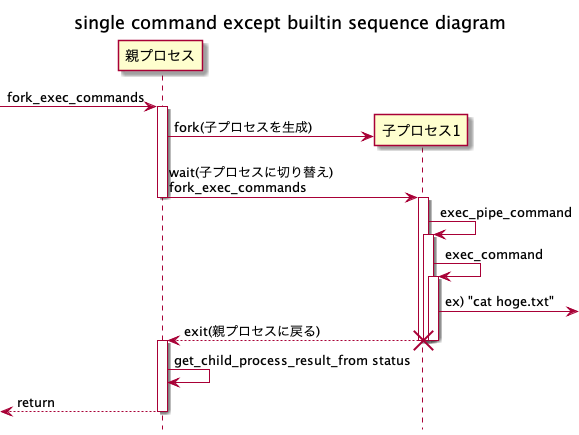 single command except builtin sequence diagram
親プロセス
fork_exec_commands
fork(子プロセスを生成)
子プロセス1
wait(子プロセスに切り替え)
fork_exec_commands
exec_pipe_command
exec_command
ex) "cat hoge.txt"
exit(親プロセスに戻る)
get_child_process_result_from status
return